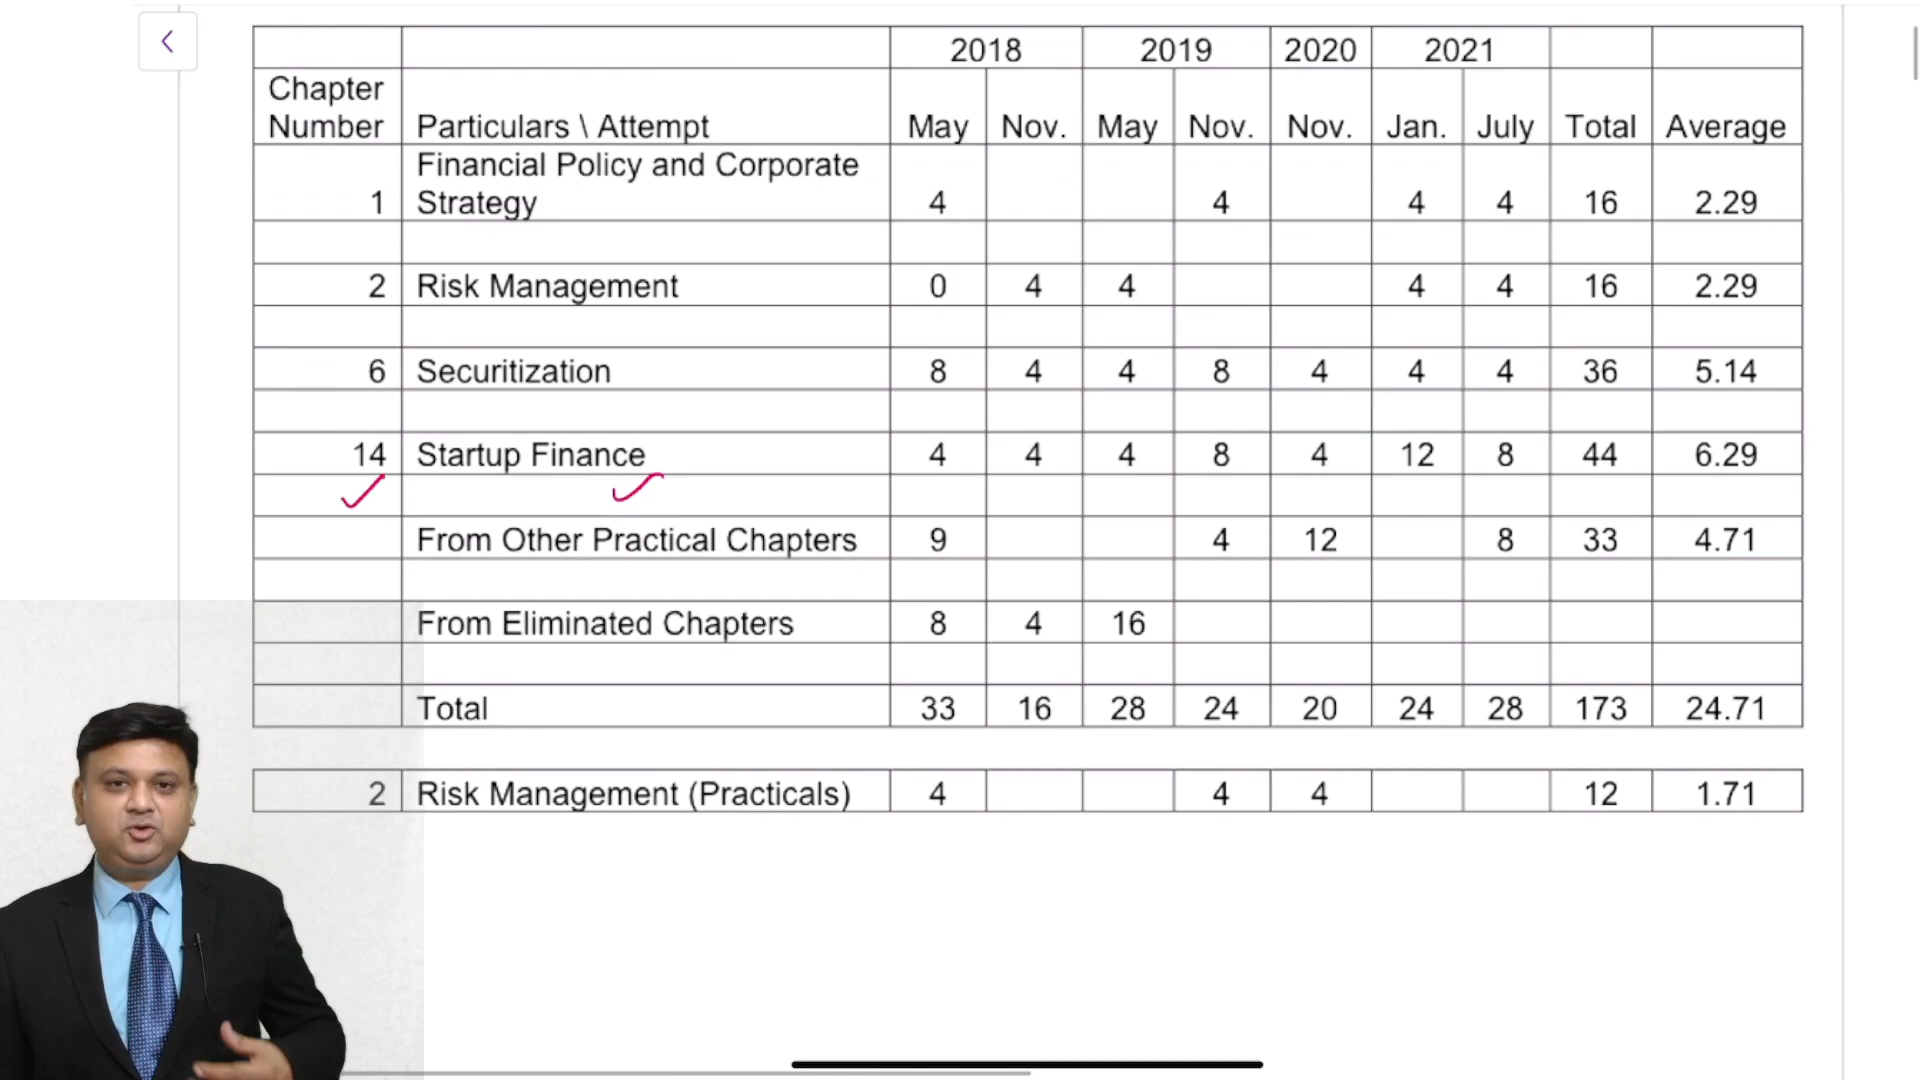 2018 2019 2020 2021
Chapter Number Particulars \ Attempt May Nov. May Nov. Nov. Jan. July Total Average
1 Financial Policy and Corporate Strategy 4 4 4 4 16 2.29
2 Risk Management 0 4 4 4 4 16 2.29
6 Securitization 8 4 4 8 4 4 4 36 5.14
14 Startup Finance 4 4 4 8 4 12 8 44 6.29
From Other Practical Chapters 9 4 12 8 33 4.71
From Eliminated Chapters 8 4 16
Total 33 16 28 24 20 24 28 173 24.71
2 Risk Management (Practicals) 4 4 4 12 1.71